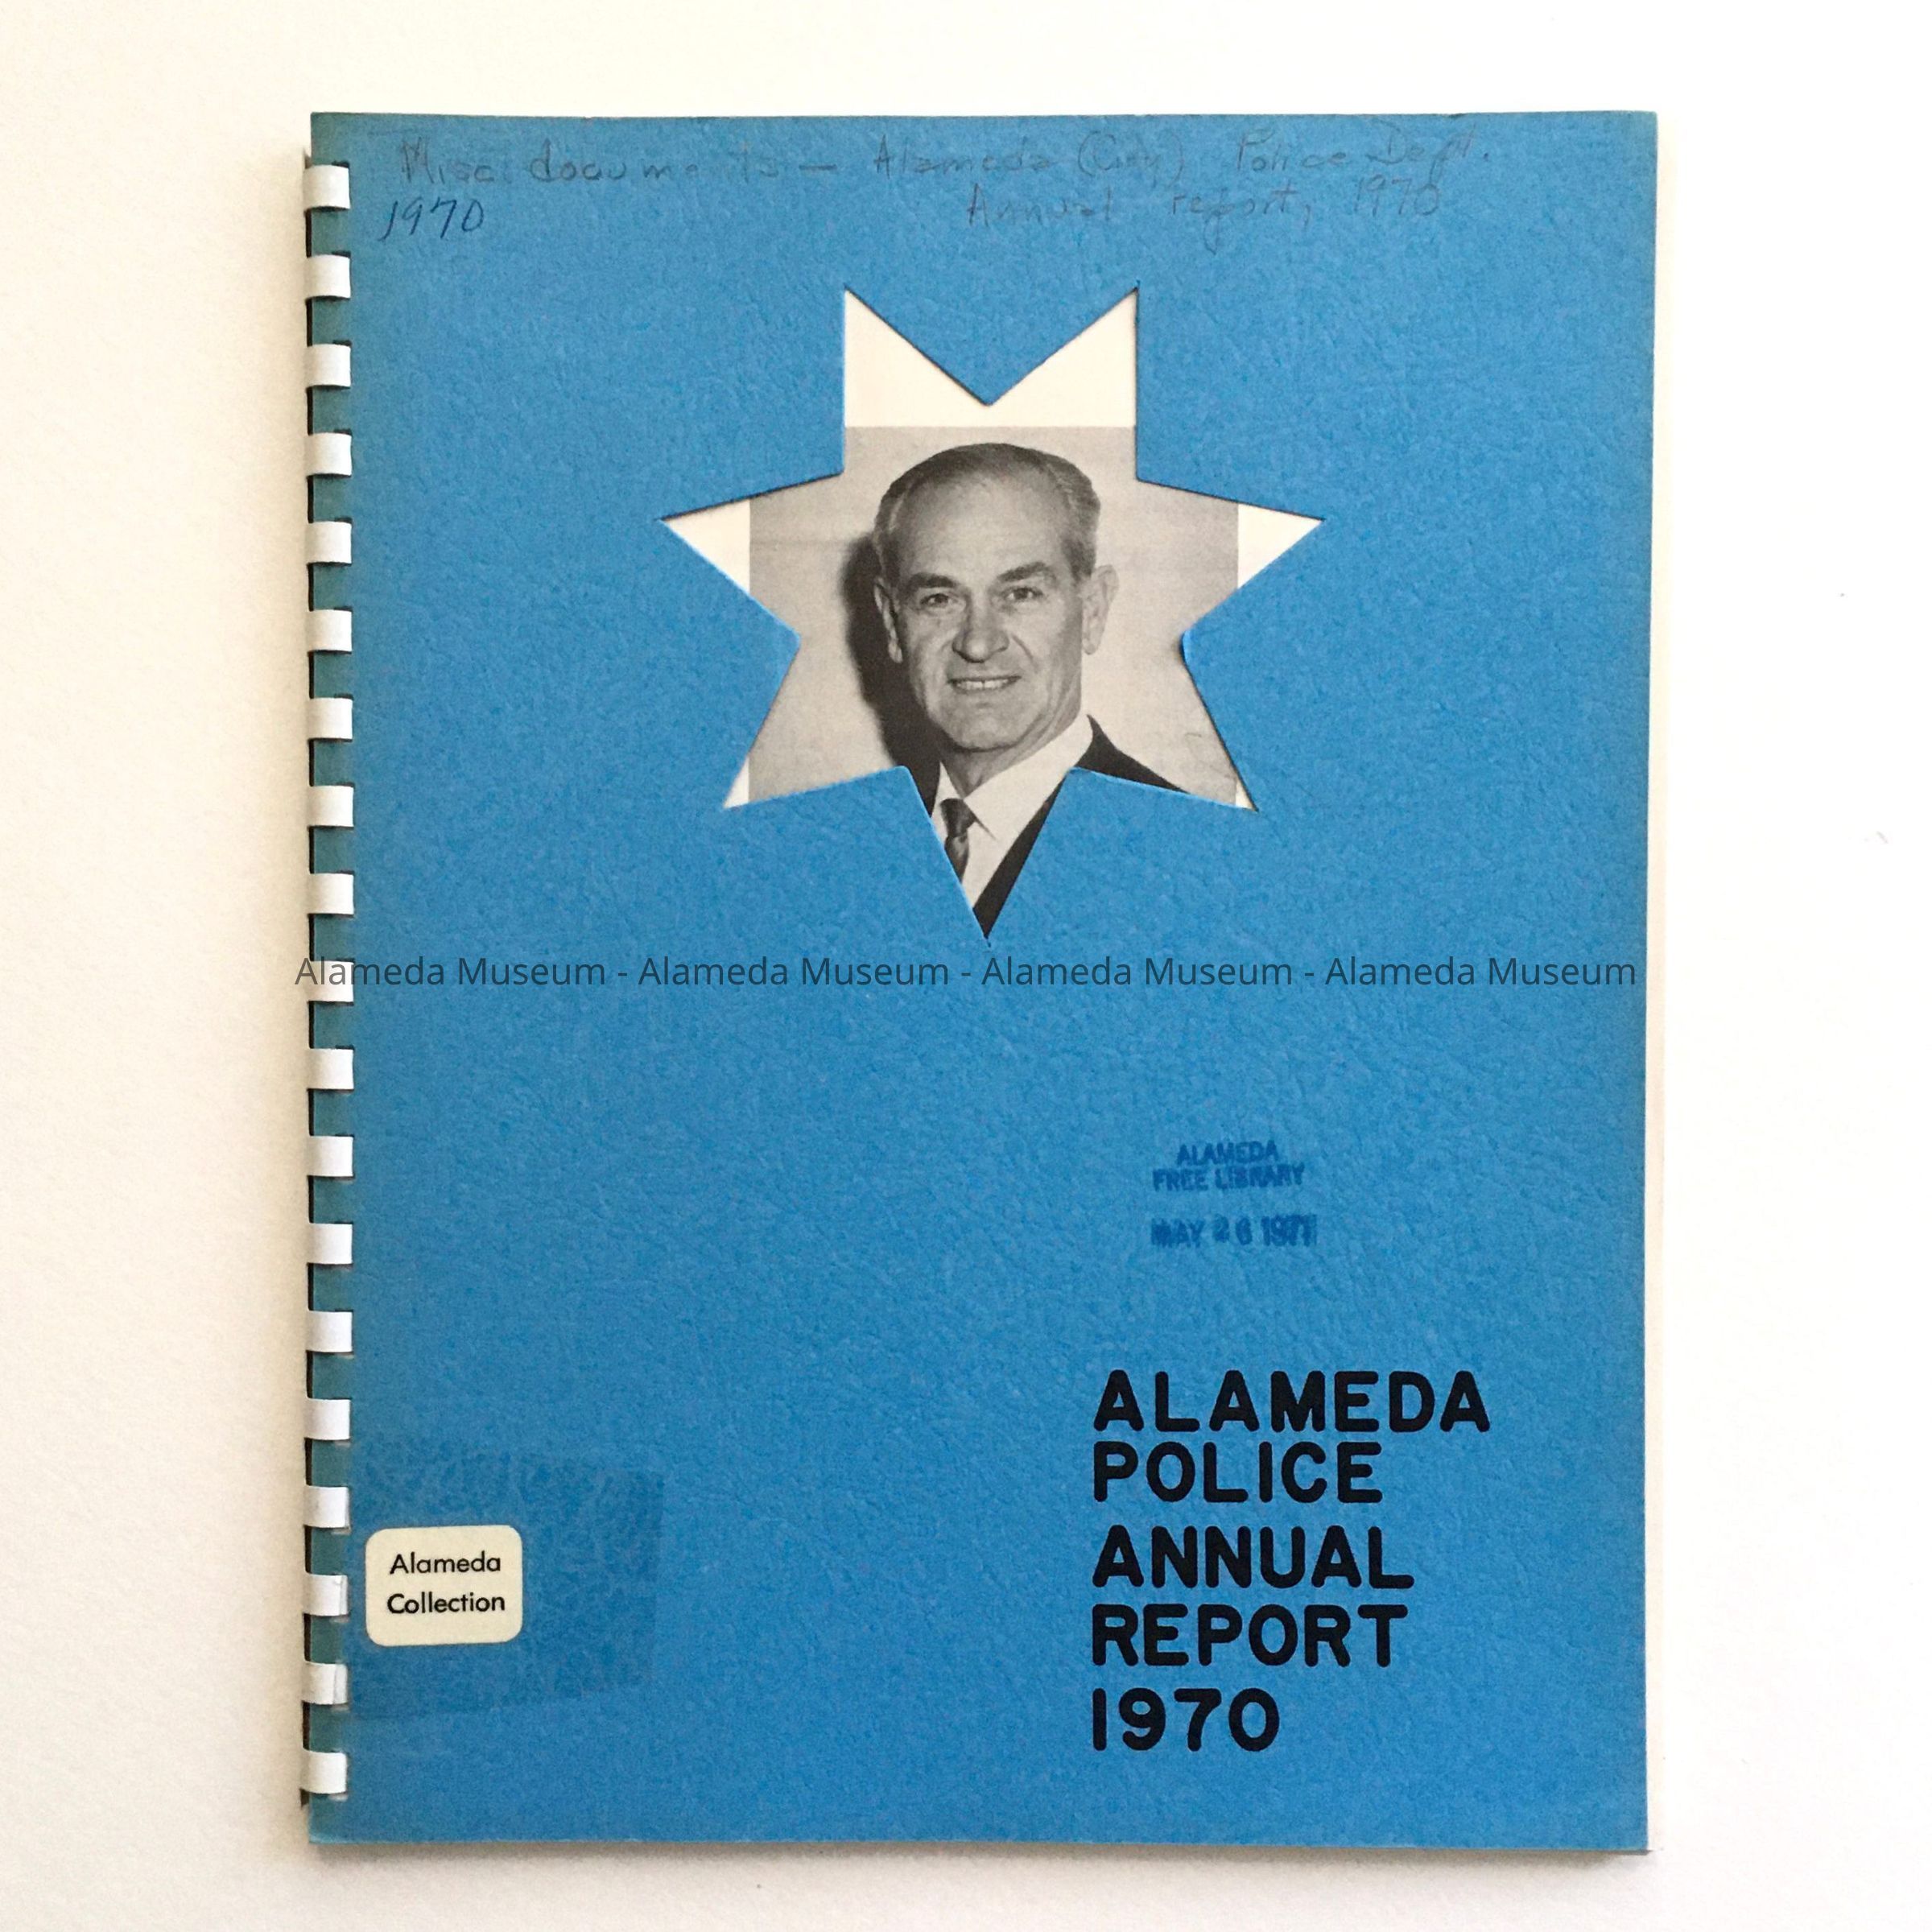 Misc documents — Alameda (City) Police Dept.
1970
Annual report, 1970
Alameda Museum - Alameda Museum - Alameda Museum - Alameda Museum
ALAMEDA
FREE LIBRARY
MAY 26 1971
ALAMEDA
POLICE
ANNUAL
REPORT
1970
Alameda
Collection